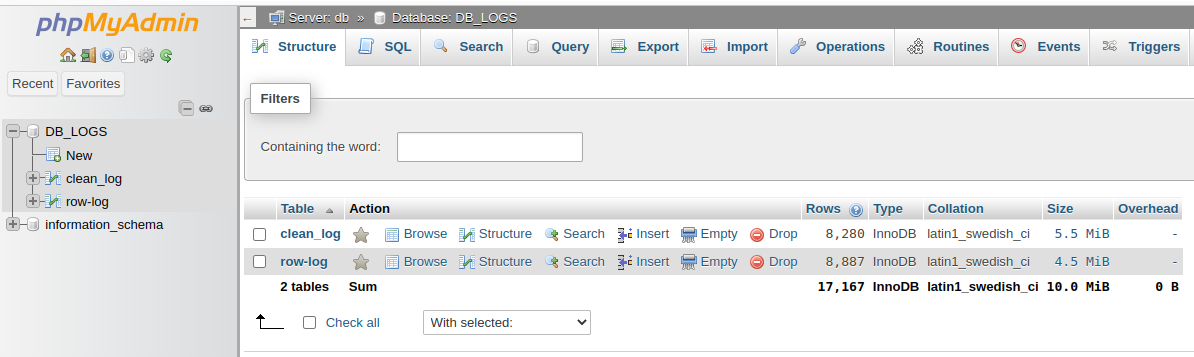 phpMyAdmin
Recent Favorites
DB_LOGS
New
clean_log
row-log
information_schema
← Server: db » Database: DB_LOGS
Structure SQL Search Query Export Import Operations Routines Events Triggers
Filters
Containing the word:
Table Action Rows Type Collation Size Overhead
clean_log Browse Structure Search Insert Empty Drop 8,280 InnoDB latin1_swedish_ci 5.5 MiB -
row-log Browse Structure Search Insert Empty Drop 8,887 InnoDB latin1_swedish_ci 4.5 MiB -
2 tables Sum 17,167 InnoDB latin1_swedish_ci 10.0 MiB 0 B
Check all With selected: